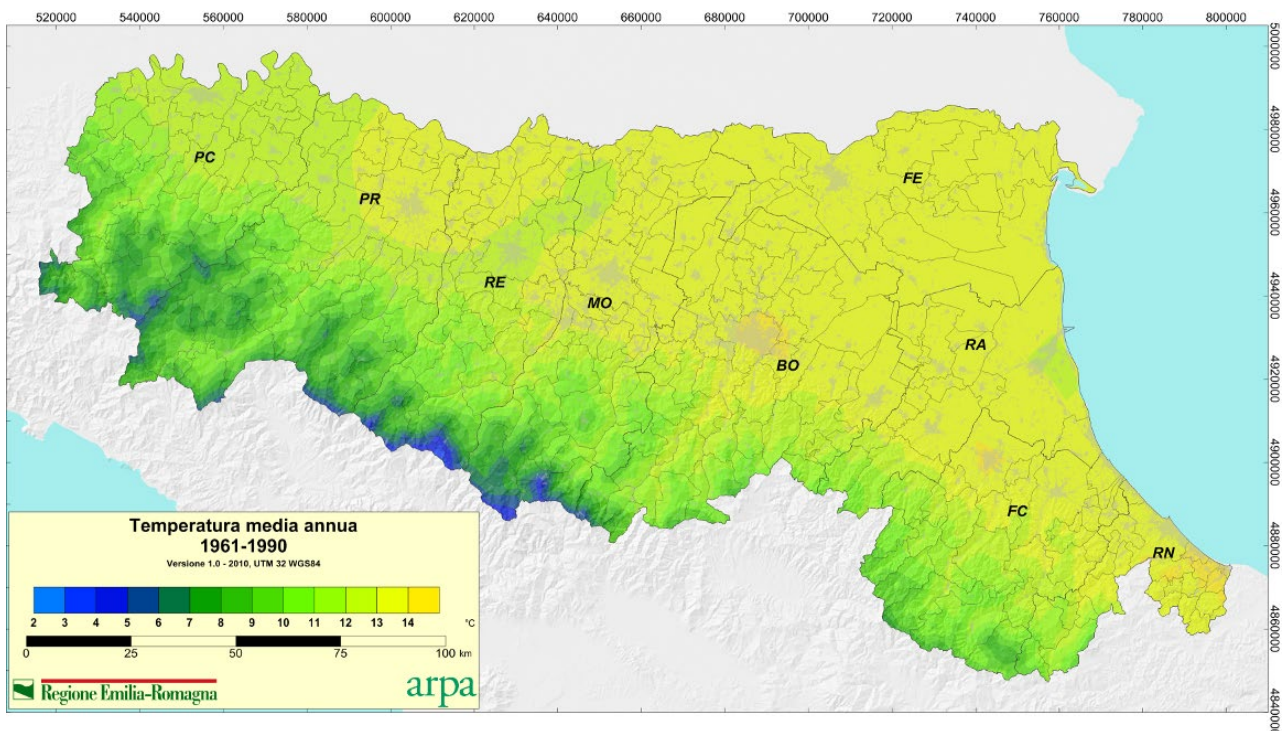 520000 540000 560000 580000 600000 620000 640000 660000 680000 700000 720000 740000 760000 780000 800000
5000000
4980000
4960000
4940000
4920000
4900000
4880000
4860000
4840000
PC
FE
PR
RE
MO
RA
BO
FC
RN
Temperatura media annua
1961-1990
Versione 1.0 - 2010, UTM 32 WGS84
2 3 4 5 6 7 8 9 10 11 12 13 14 °C
0 25 50 75 100 km
Regione Emilia-Romagna
arpa